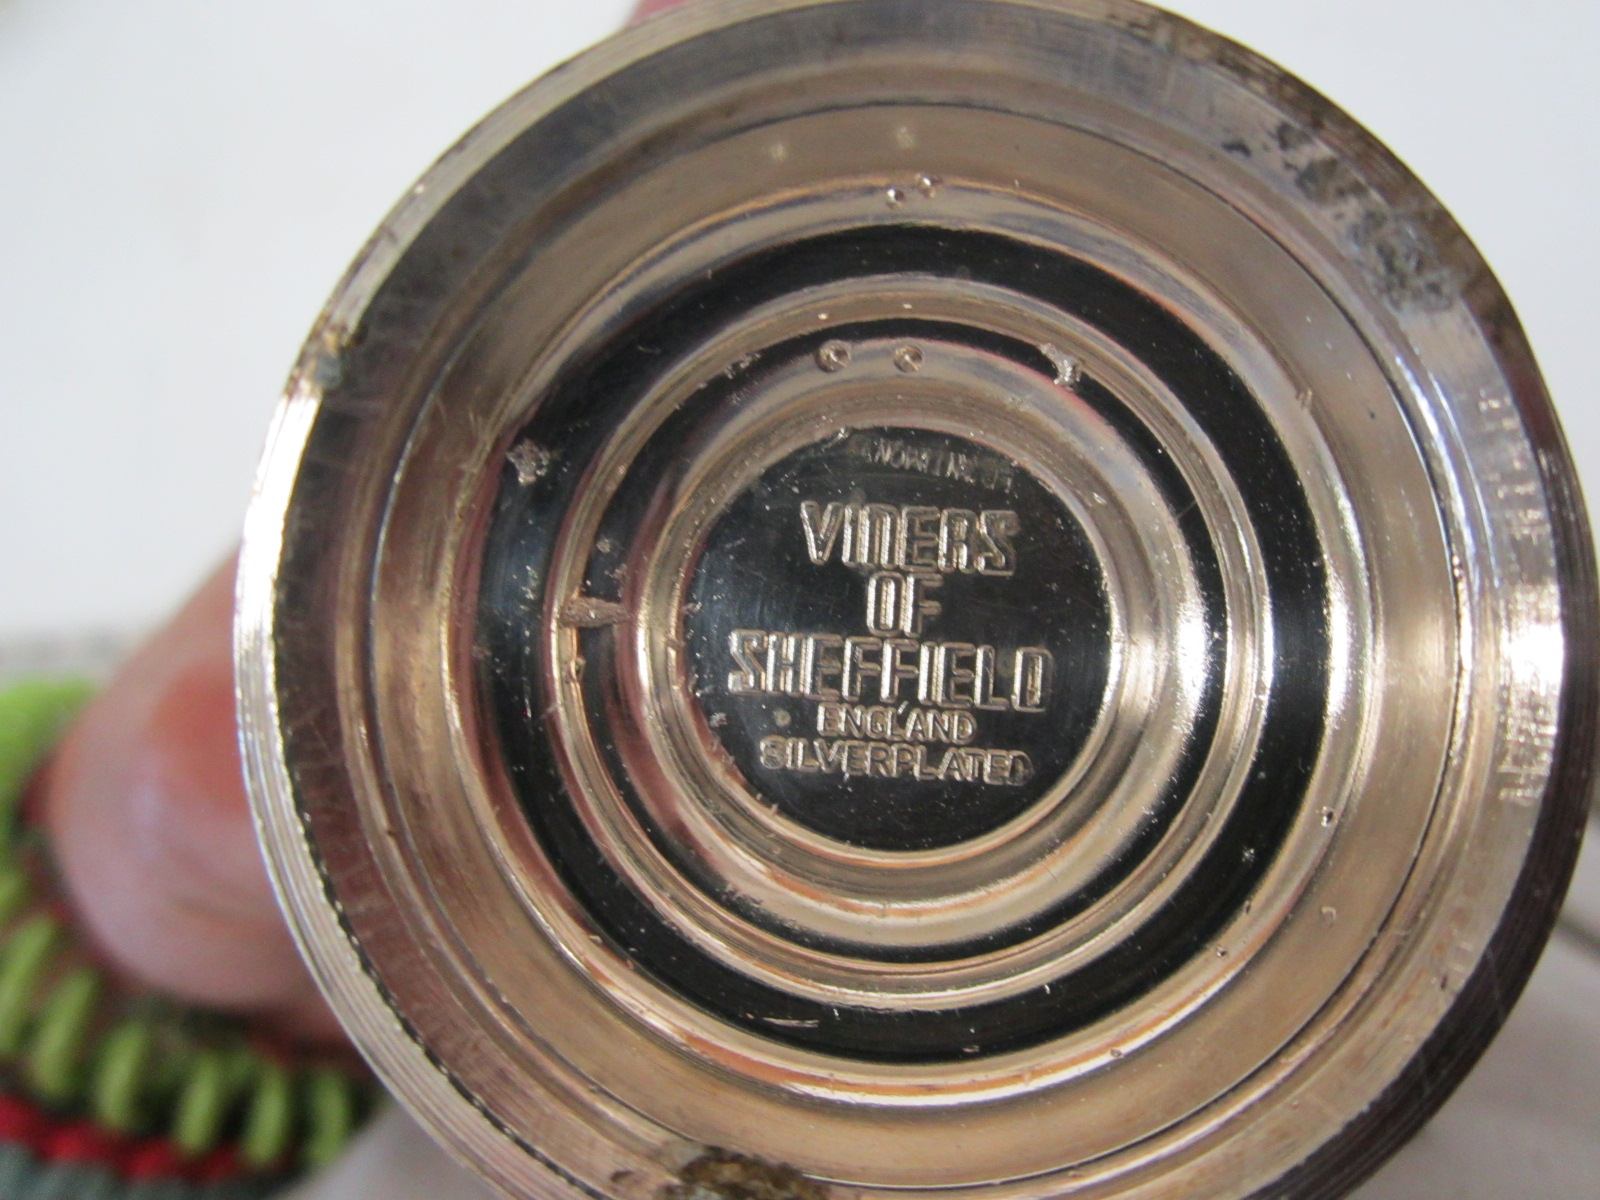 VINERS
OF
SHEFFIELD
ENGLAND
SILVERPLATED